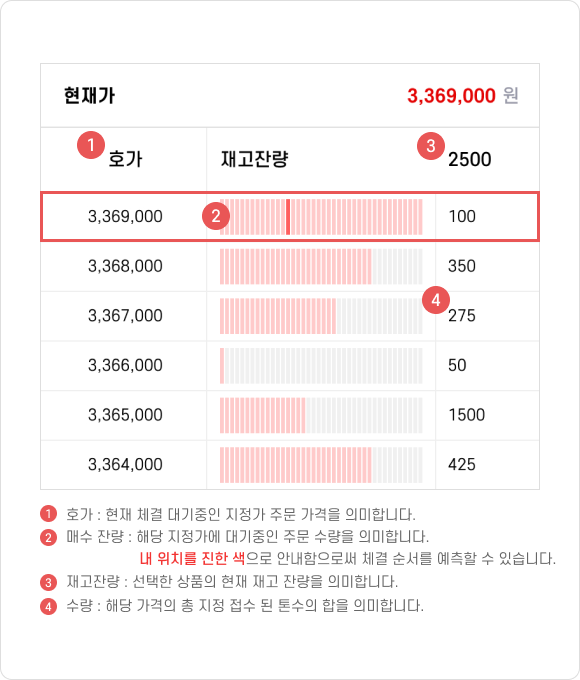 현재가 3,369,000 원
1 호가 재고잔량 3 2500
3,369,000 2 100
3,368,000 350
3,367,000 4 275
3,366,000 50
3,365,000 1500
3,364,000 425
1 호가 : 현재 체결 대기중인 지정가 주문 가격을 의미합니다.
2 매수 잔량 : 해당 지정가에 대기중인 주문 수량을 의미합니다.
내 위치를 진한 색으로 안내함으로써 체결 순서를 예측할 수 있습니다.
3 재고잔량 : 선택한 상품의 현재 재고 잔량을 의미합니다.
4 수량 : 해당 가격의 총 지정 접수 된 톤수의 합을 의미합니다.